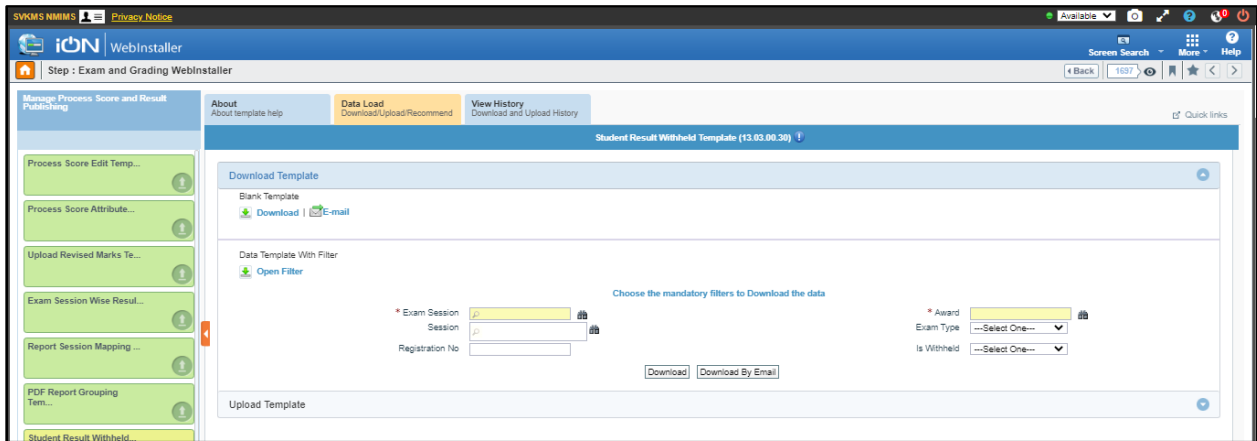 SVKMS NMIMS Privacy Notice
Available
0
iON WebInstaller
Screen Search More Help
Step : Exam and Grading WebInstaller
Back 1697
Manage Process Score and Result Publishing
About
About template help
Data Load
Download/Upload/Recommend
View History
Download and Upload History
Quick links
Student Result Withheld Template (13.03.00.30)
Process Score Edit Temp...
Process Score Attribute...
Upload Revised Marks Te...
Exam Session Wise Resul...
Report Session Mapping ...
PDF Report Grouping
Tem...
Student Result Withheld...
Download Template
Blank Template
Download | E-mail
Data Template With Filter
Open Filter
Choose the mandatory filters to Download the data
* Exam Session
* Award
Session
Exam Type ---Select One---
Registration No
Is Withheld ---Select One---
Download Download By Email
Upload Template